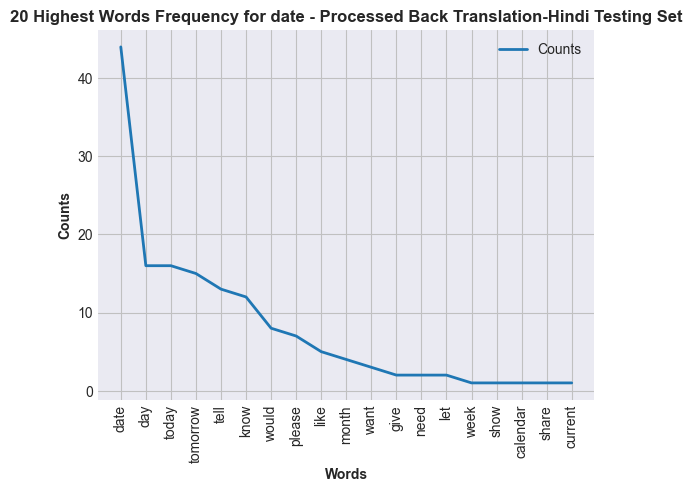 20 Highest Words Frequency for date - Processed Back Translation-Hindi Testing Set
Counts
40
30
20
10
0
Counts
date
day
today
tomorrow
tell
know
would
please
like
month
want
give
need
let
week
show
calendar
share
current
Words